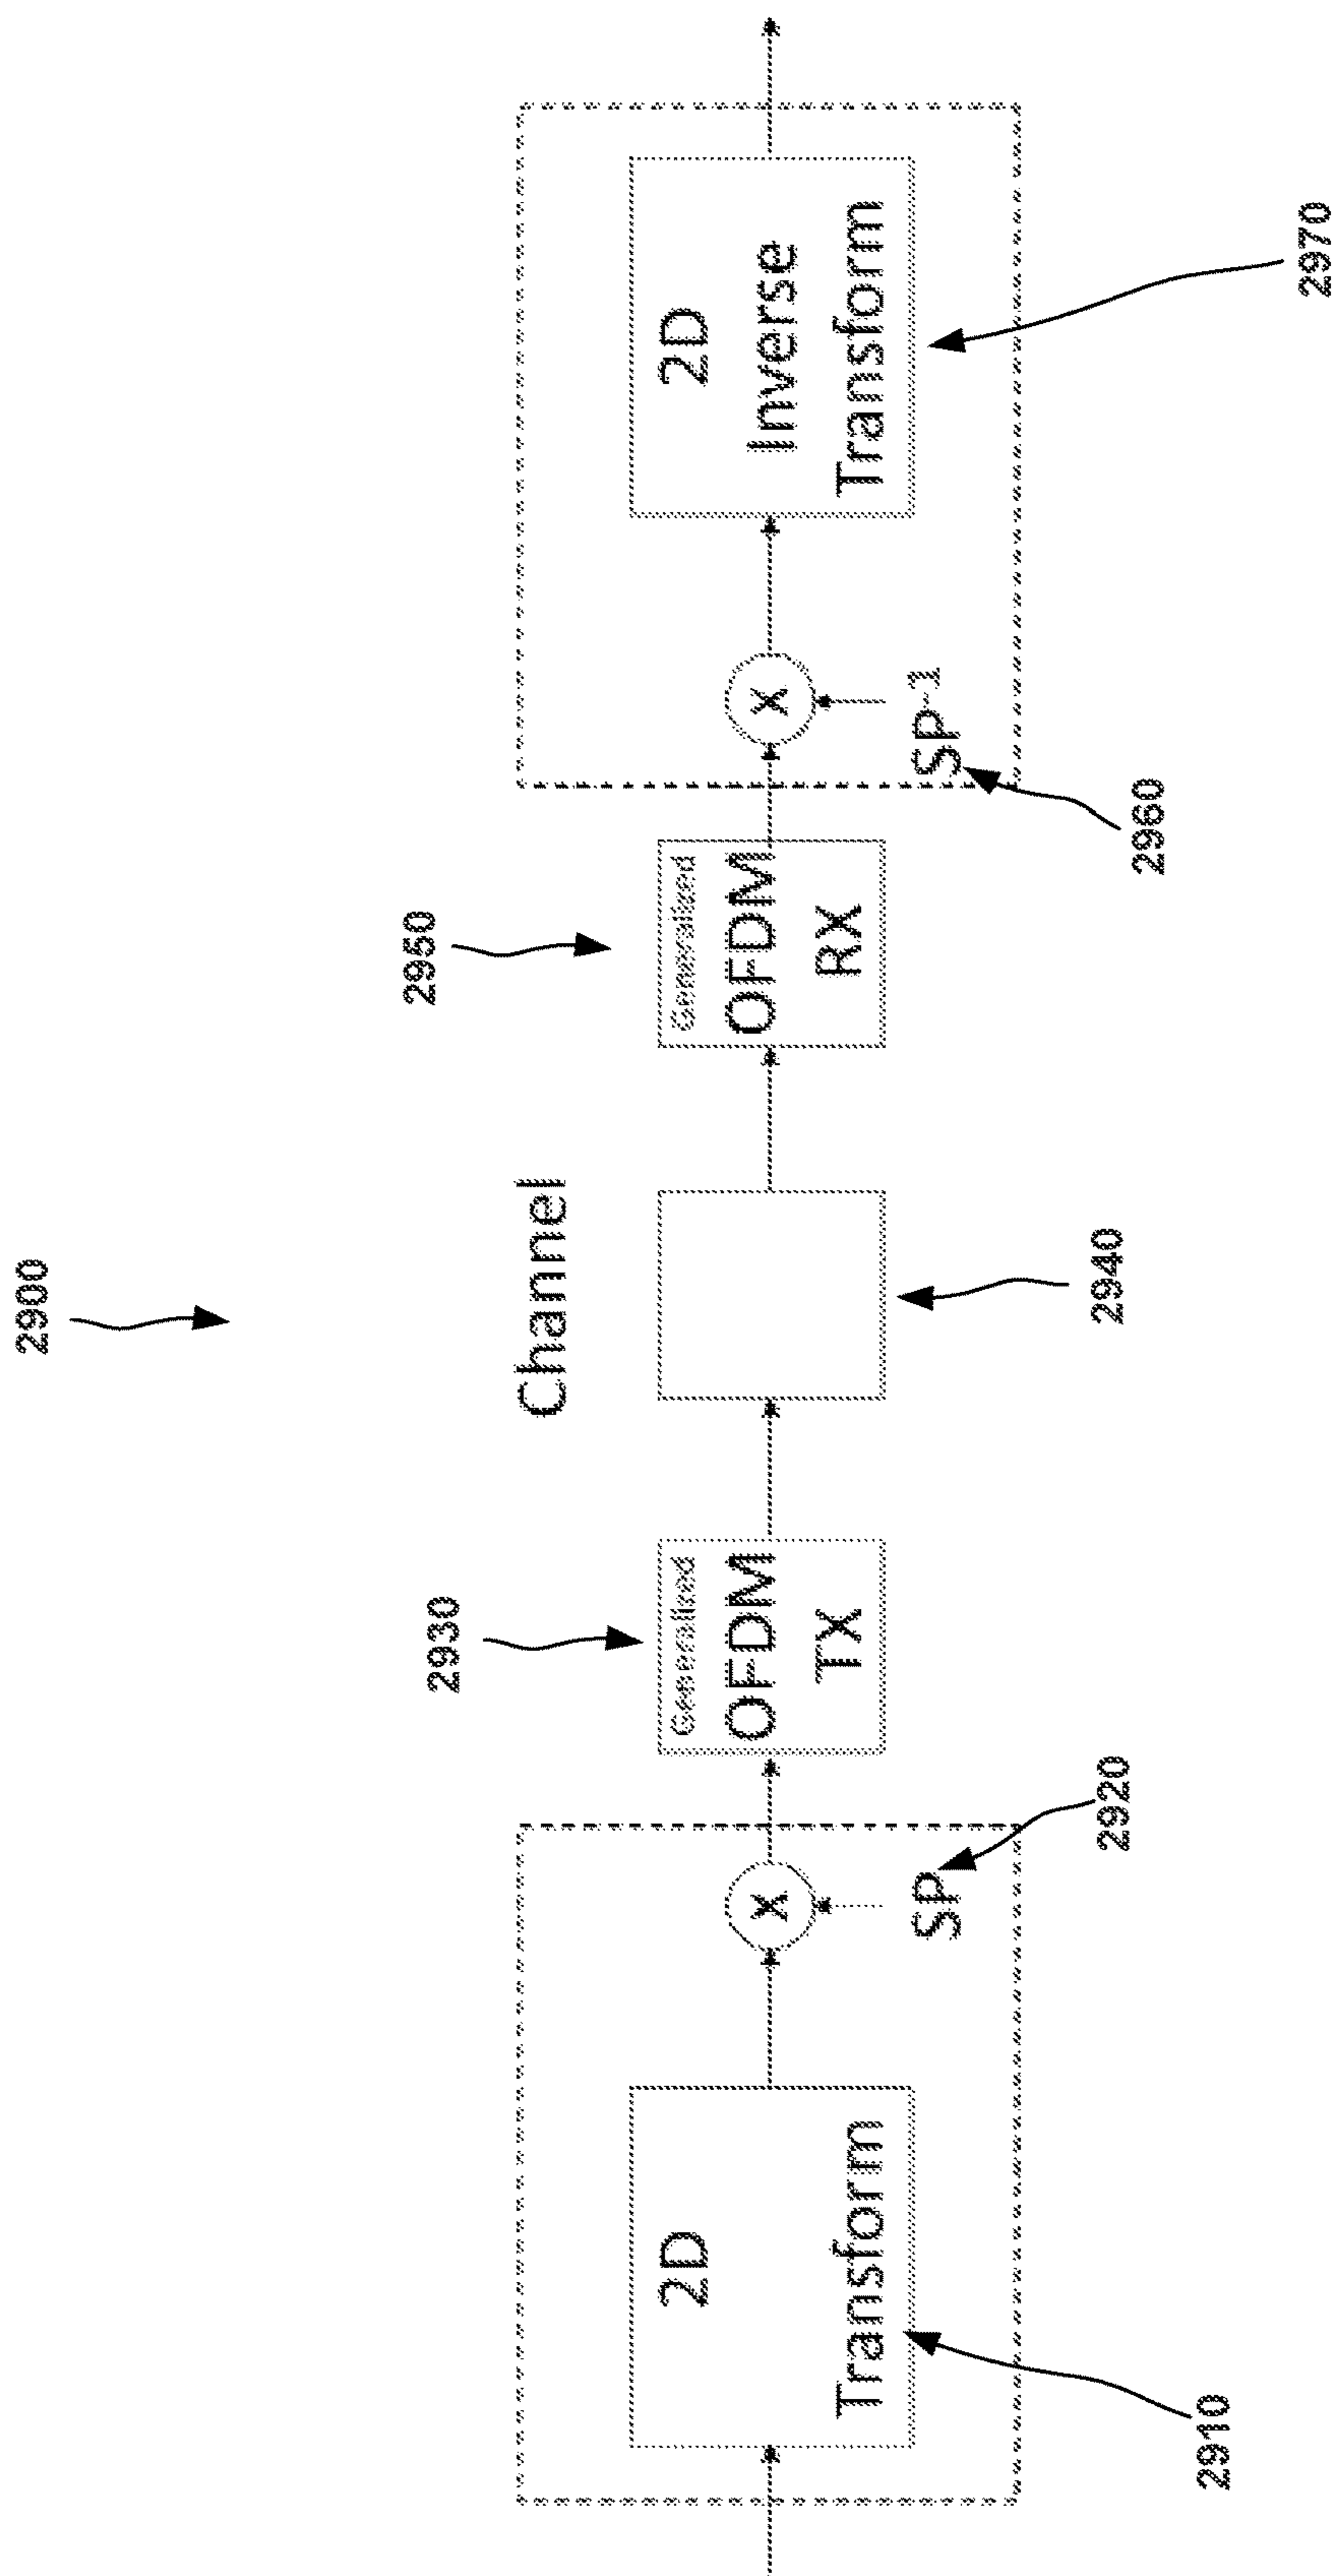 2900
Channel
2930
2950
2D
Transform
X
SP
Generalized
OFDM
TX
Generalized
OFDM
RX
X
SP-1
2D
Inverse
Transform
2910
2920
2940
2960
2970